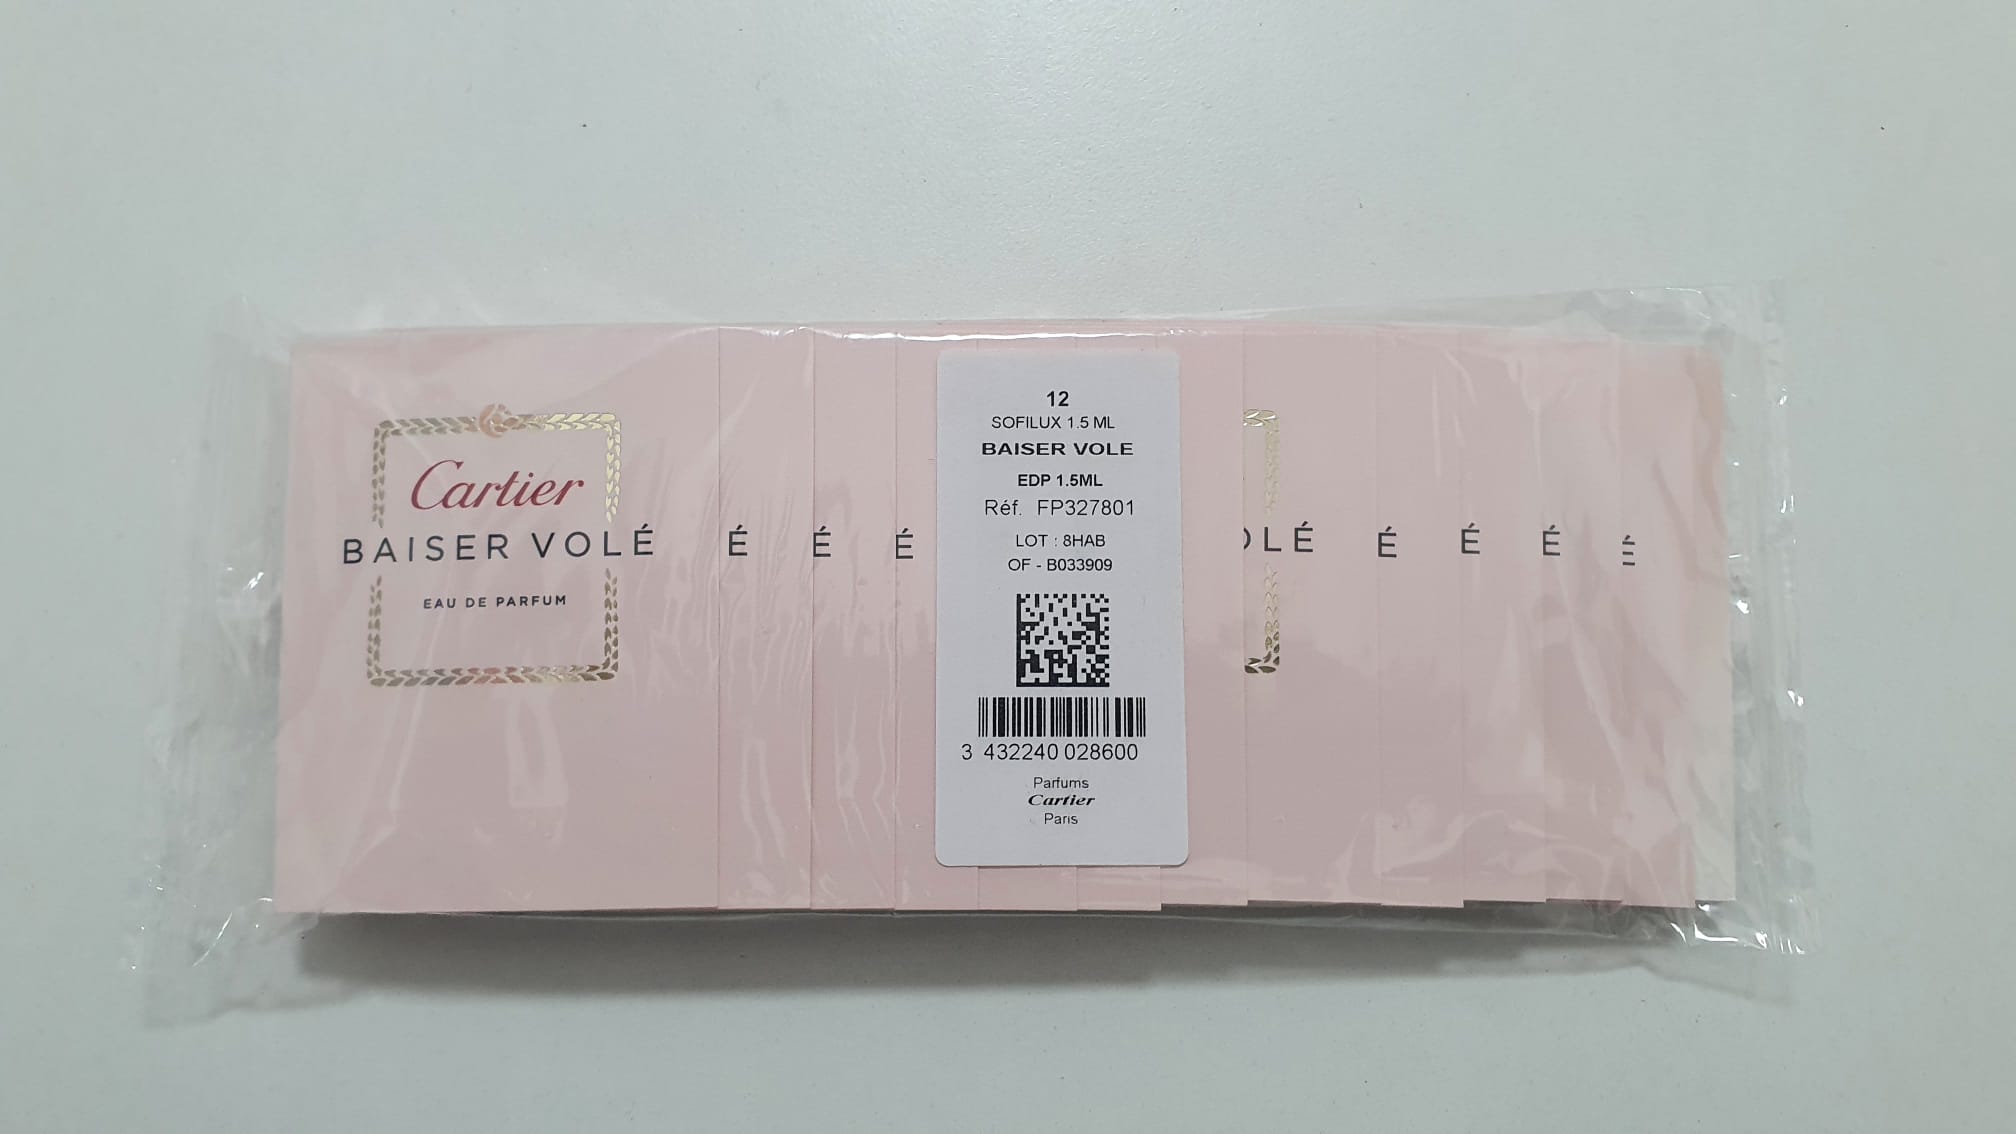 Cartier
BAISER VOLÉ
EAU DE PARFUM
É
É
É
12
SOFILUX 1.5 ML
BAISER VOLE
EDP 1.5ML
Réf. FP327801
LOT : 8HAB
OF - B033909
3 432240 028600
Parfums
Cartier
Paris
OLÉ
É
É
É
É